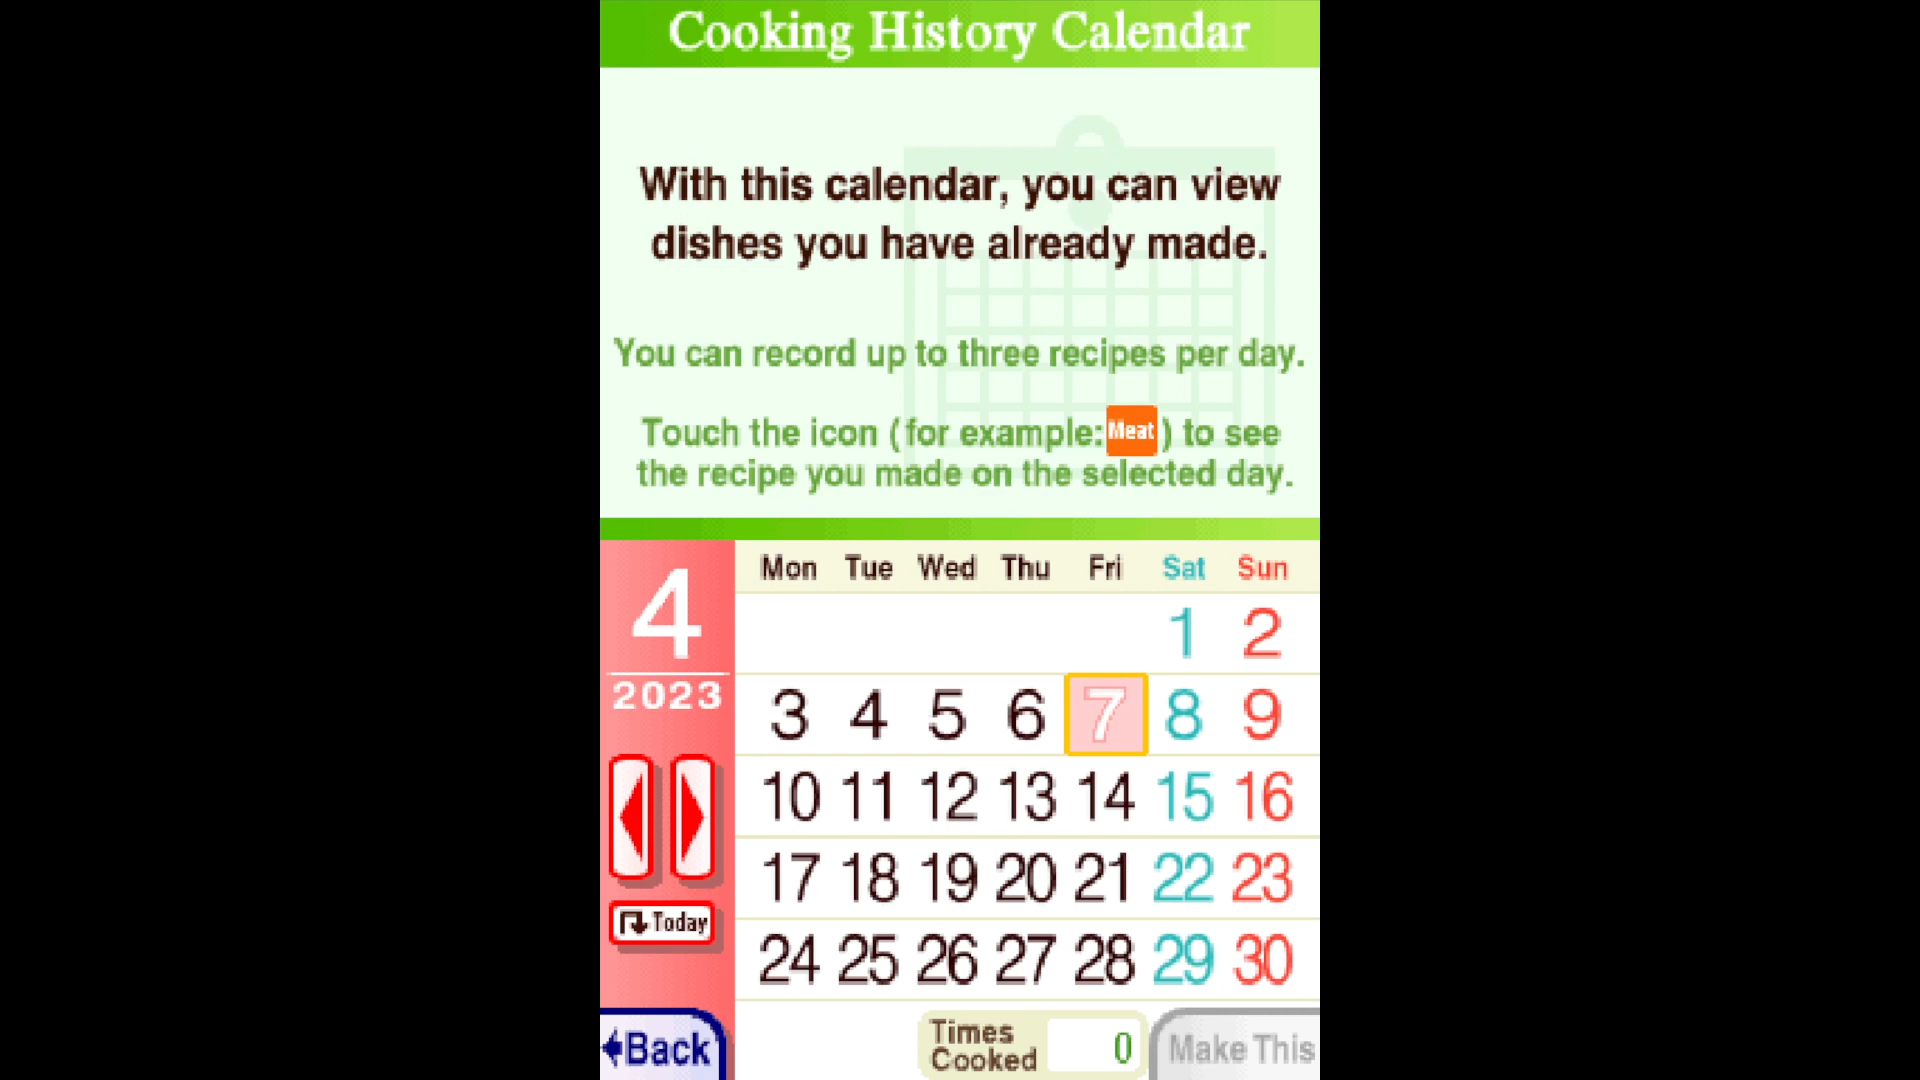 Cooking History Calendar
With this calendar, you can view
dishes you have already made.
You can record up to three recipes per day.
Touch the icon (for example: Meat ) to see
the recipe you made on the selected day.
4
2023
Mon Tue Wed Thu Fri Sat Sun
1 2
3 4 5 6 7 8 9
10 11 12 13 14 15 16
17 18 19 20 21 22 23
24 25 26 27 28 29 30
Today
Back
Times
Cooked
0
Make This